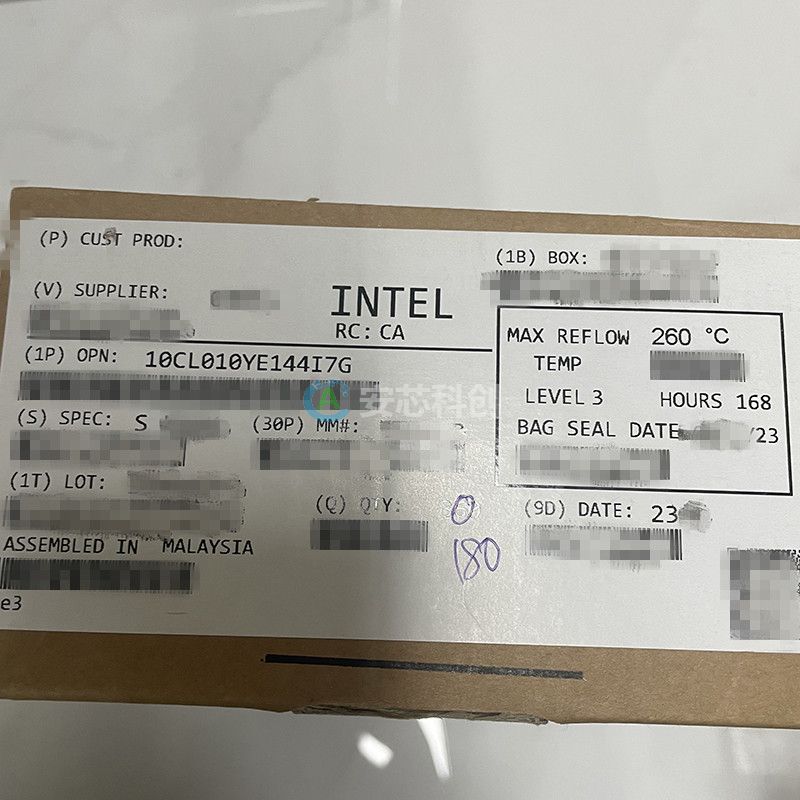 (P) CUST PROD:
(1B) BOX:
(V) SUPPLIER:
INTEL
RC: CA
MAX REFLOW 260 °C
TEMP
(1P) OPN: 10CL010YE144I7G
LEVEL 3 HOURS 168
安芯科创
(S) SPEC: S
(30P) MM#:
BAG SEAL DATE /23
(1T) LOT:
(Q) QTY: 0
180
(9D) DATE: 23
ASSEMBLED IN MALAYSIA
e3